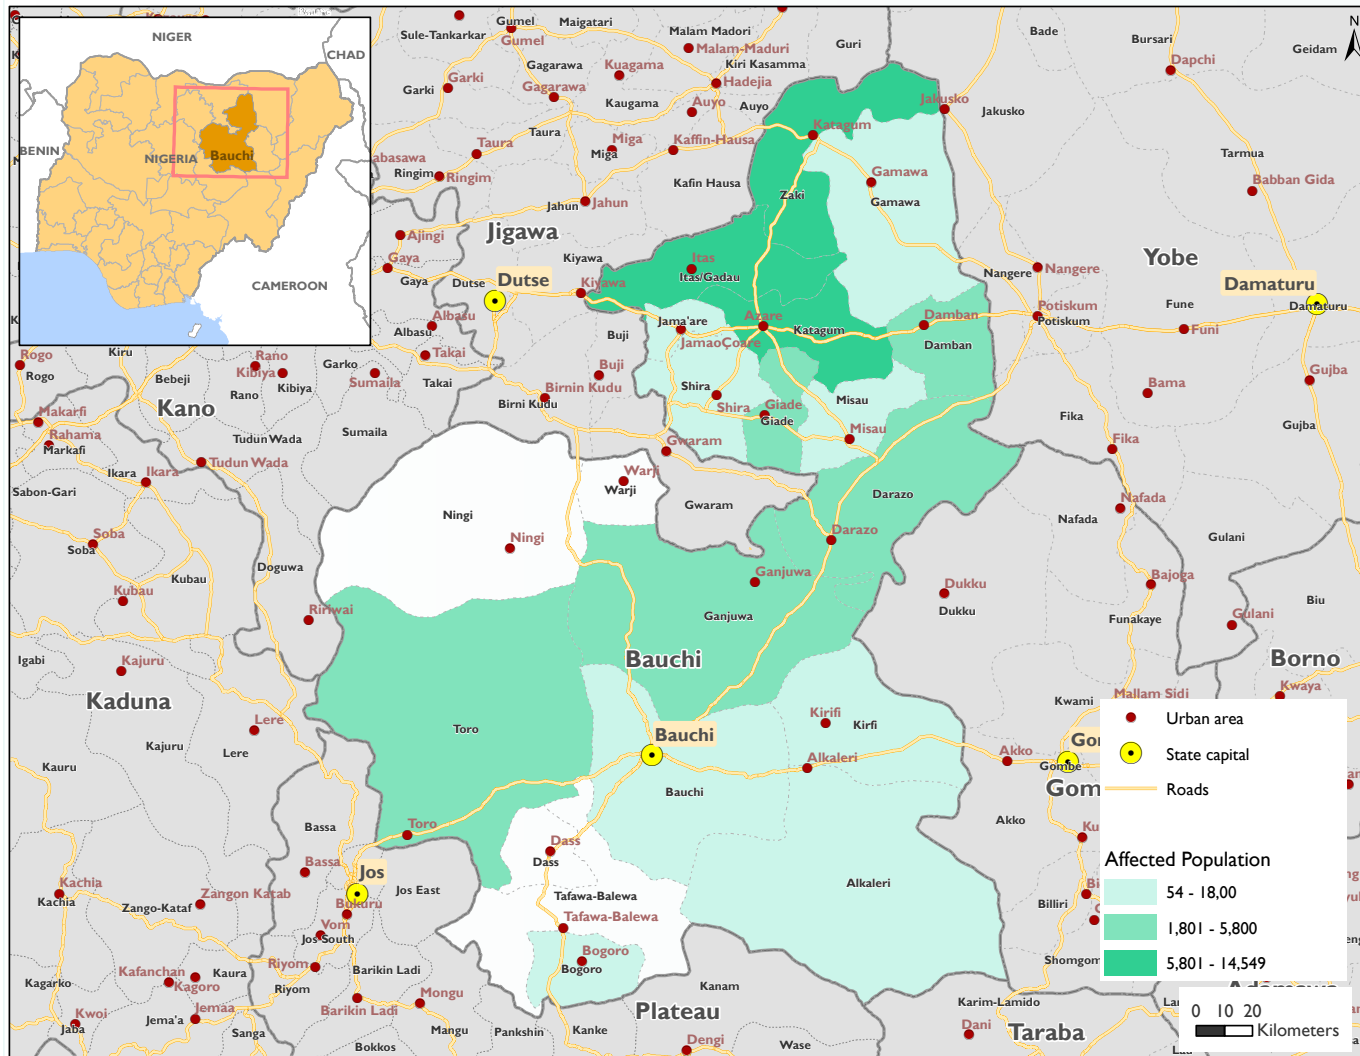 NIGER
CHAD
BENIN
NIGERIA
Bauchi
CAMEROON
Gumel
Maigatari
Sule-Tankarkar
Gumel
Malam Madori
Malam-Maduri
Guri
Bade
Bursari
Geidam
N
Dapchi
Gagarawa
Kuagama
Kiri Kasamma
Garki
Garki
Gagarawa
Kaugama
Hadejia
Auyo
Auyo
Jakusko
Jakusko
Taura
Taura
Miga
Miga
Kaffin-Hausa
Katagum
Tarmua
abasawa
Ringim
Ringim
Kafin Hausa
Zaki
Gamawa
Gamawa
Babban Gida
Jahun
Jahun
Ajingi
Jigawa
Yobe
Gaya
Gaya
Kiyawa
Itas
Itas/Gadau
Nangere
Nangere
Dutse
Dutse
Kiyawa
Damaturu
Damaturu
Fune
Albasu
Albasu
Buji
Jama'are
JamaoÇoare
Azare
Katagum
Damban
Damban
Potiskum
Potiskum
Funi
Rogo
Rogo
Kiru
Bebeji
Rano
Kibiya
Rano
Kibiya
Garko
Sumaila
Takai
Takai
Buji
Birnin Kudu
Birni Kudu
Shira
Shira
Giade
Giade
Misau
Misau
Bama
Gujba
Gujba
Kano
Makarfi
Rahama
Markafi
Tudun Wada
Sumaila
Fika
Fika
Ikara
Ikara
Tudun Wada
Gwaram
Sabon-Gari
Warji
Warji
Gwaram
Darazo
Darazo
Ningi
Ningi
Nafada
Nafada
Soba
Soba
Gulani
Kubau
Kubau
Doguwa
Ririwai
Ganjuwa
Ganjuwa
Dukku
Dukku
Bajoga
Funakaye
Gulani
Biu
Igabi
Kajuru
Bauchi
Borno
Kaduna
Kwaya
Kwami
Mallam Sidi
Lere
Lere
Kajuru
Toro
Kirifi
Kirfi
Bauchi
Alkaleri
Akko
Gor
Gombe
Kauru
Bauchi
Gom
Akko
Ku
Bassa
Bassa
Toro
Dass
Dass
Jos
Jos East
Alkaleri
Tafawa-Balewa
Tafawa-Balewa
Kachia
Kachia
Zango-Kataf
Zangon Katab
Bukuru
Vom
Jos South
Bi
Billiri
Bogoro
Bogoro
Riyom
Riyom
Barikin Ladi
Barikin Ladi
Kafanchan
Kagoro
Kaura
Kagarko
Shomgom
Kanam
Mongu
Plateau
Kwoi
Jaba
Jemaa
Jema'a
Sanga
Bokkos
Mangu
Pankshin
Kanke
Dengi
Wase
Karim-Lamido
Dani
Taraba
Urban area
State capital
Roads
Affected Population
54 - 18,00
1,801 - 5,800
5,801 - 14,549
0 10 20
Kilometers